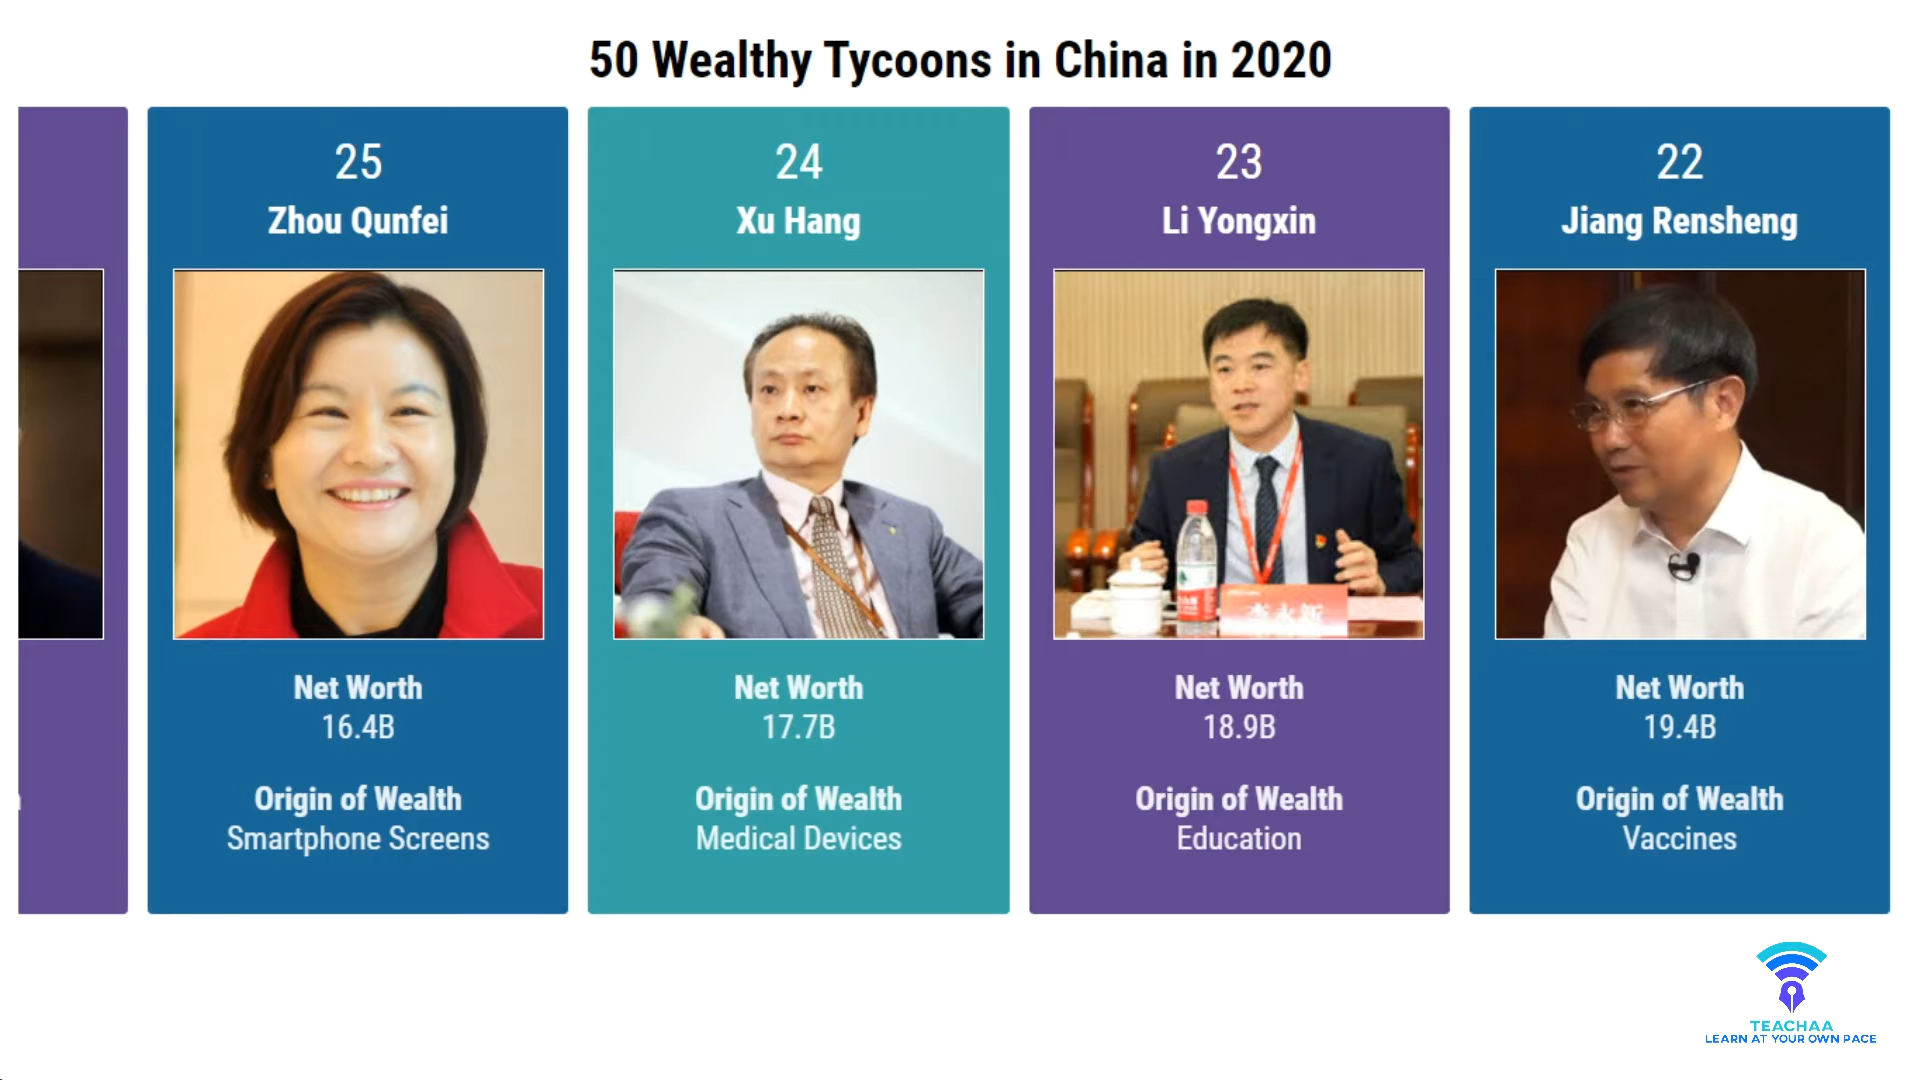 50 Wealthy Tycoons in China in 2020
25
Zhou Qunfei
Net Worth
16.4B
Origin of Wealth
Smartphone Screens
24
Xu Hang
Net Worth
17.7B
Origin of Wealth
Medical Devices
23
Li Yongxin
李永新
Net Worth
18.9B
Origin of Wealth
Education
22
Jiang Rensheng
Net Worth
19.4B
Origin of Wealth
Vaccines
TEACHAA
LEARN AT YOUR OWN PACE